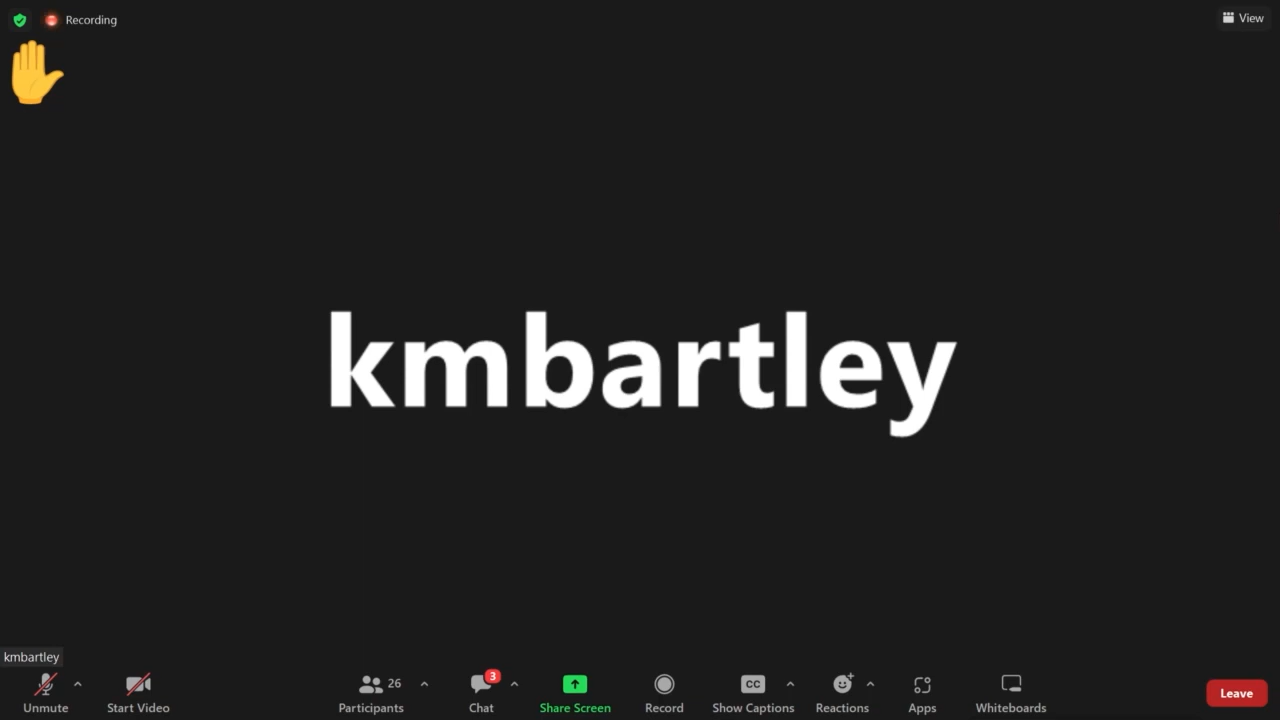 Recording
View
kmbartley
kmbartley
Unmute
Start Video
26
Participants
3
Chat
Share Screen
Record
CC
Show Captions
Reactions
Apps
Whiteboards
Leave